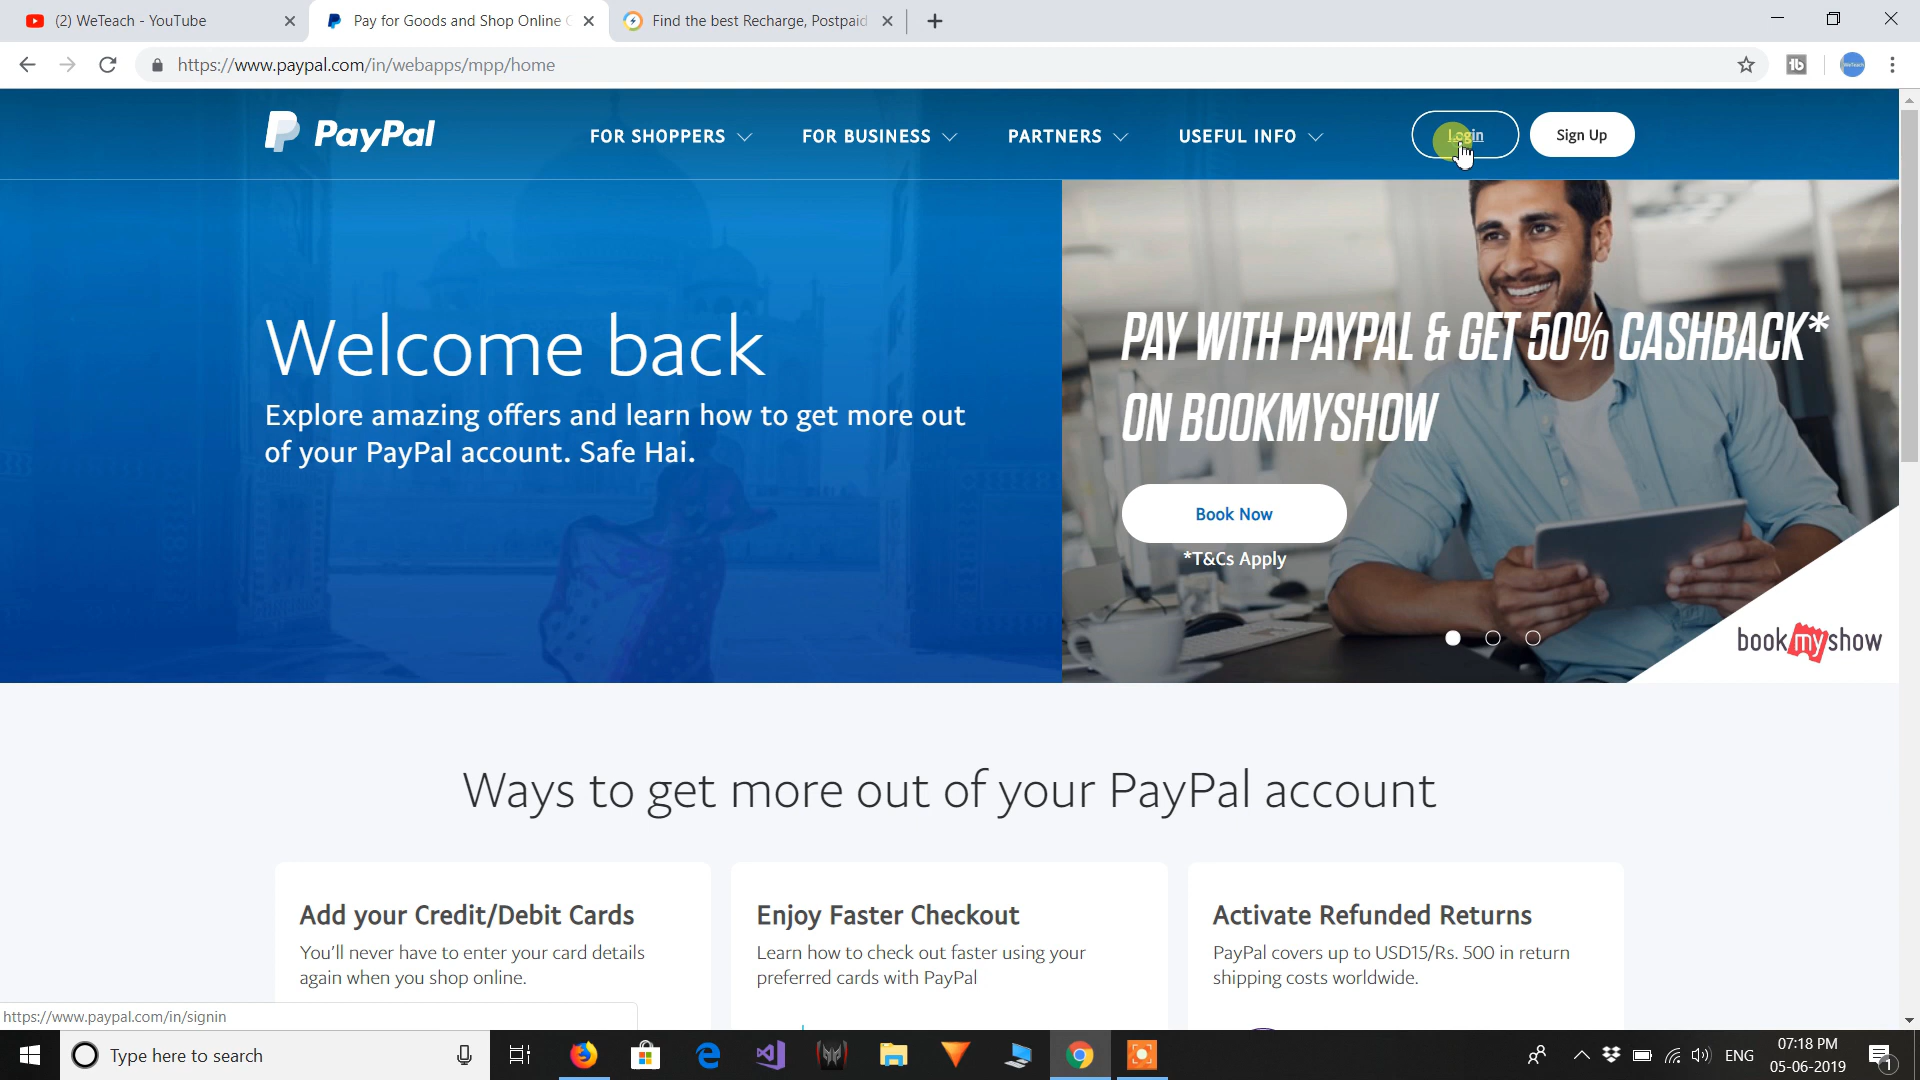 (2) WeTeach - YouTube
Pay for Goods and Shop Online
Find the best Recharge, Postpaid
https://www.paypal.com/in/webapps/mpp/home
PayPal
FOR SHOPPERS
FOR BUSINESS
PARTNERS
USEFUL INFO
Login
Sign Up
Welcome back
Explore amazing offers and learn how to get more out
of your PayPal account. Safe Hai.
PAY WITH PAYPAL & GET 50% CASHBACK*
ON BOOKMYSHOW
Book Now
*T&Cs Apply
bookmyshow
Ways to get more out of your PayPal account
Add your Credit/Debit Cards
You'll never have to enter your card details
again when you shop online.
Enjoy Faster Checkout
Learn how to check out faster using your
preferred cards with PayPal
Activate Refunded Returns
PayPal covers up to USD15/Rs. 500 in return
shipping costs worldwide.
https://www.paypal.com/in/signin
Type here to search
ENG
07:18 PM
05-06-2019
1